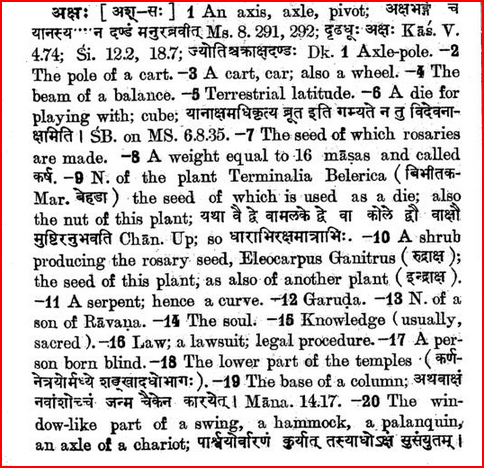 अक्षः [ अश्-सः ] 1 An axis, axle, pivot; अक्षभङ्गे च
यानस्य ... न दण्डं मनुरब्रवीत् Ms. 8. 291, 292; दृढधूः अक्षः Kāś. V.
4.74; Śi. 12.2, 18.7; ज्योतिश्चक्राक्षदण्डः Dk. 1 Axle-pole. -2
The pole of a cart. -3 A cart, car; also a wheel. -4 The
beam of a balance. -5 Terrestrial latitude. -6 A die for
playing with; cube; यानाक्षमधिकृत्य ब्रूत इति गम्यते न तु विदेवना-
क्षमिति । ŚB. on MS. 6.8.35. -7 The seed of which rosaries
are made. -8 A weight equal to 16 māṣas and called
कर्ष. -9 N. of the plant Terminalia Belerica ( बिभीतक-
Mar. बेहडा ) the seed of which is used as a die; also
the nut of this plant; यथा वै द्वे वामलके द्वे वा कोले द्वौ वाक्षौ
मुष्टिरनुभवति Chān. Up; so धाराभिरक्षमात्राभिः. -10 A shrub
producing the rosary seed, Eleocarpus Ganitrus ( रुद्राक्ष );
the seed of this plant; as also of another plant ( इन्द्राक्ष ).
-11 A serpent; hence a curve. -12 Garuḍa. -13 N. of a
son of Rāvaṇa. -14 The soul. -15 Knowledge ( usually,
sacred ). -16 Law; a lawsuit; legal procedure. -17 A per-
son born blind. -18 The lower part of the temples ( कर्ण-
नेत्रयोर्मध्ये शङ्खादधोभागः ). -19 The base of a column; अथवाक्षं
नवांशोच्चं जन्म चैकेन कारयेत् । Māna. 14.17. -20 The win-
dow-like part of a swing, a hammock, a palanquin,
an axle of a chariot; पार्श्वयोर्वारणं कुर्यात् तस्याधोऽक्षं सुसंयुतम् ।